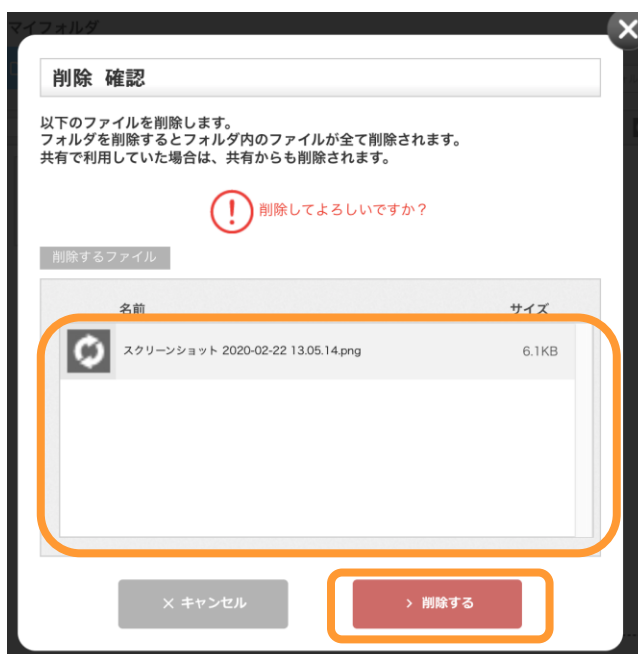 マイフォルダ
削除 確認
以下のファイルを削除します。
フォルダを削除するとフォルダ内のファイルが全て削除されます。
共有で利用していた場合は、共有からも削除されます。
削除してよろしいですか？
削除するファイル
名前 サイズ
スクリーンショット 2020-02-22 13.05.14.png 6.1KB
× キャンセル > 削除する